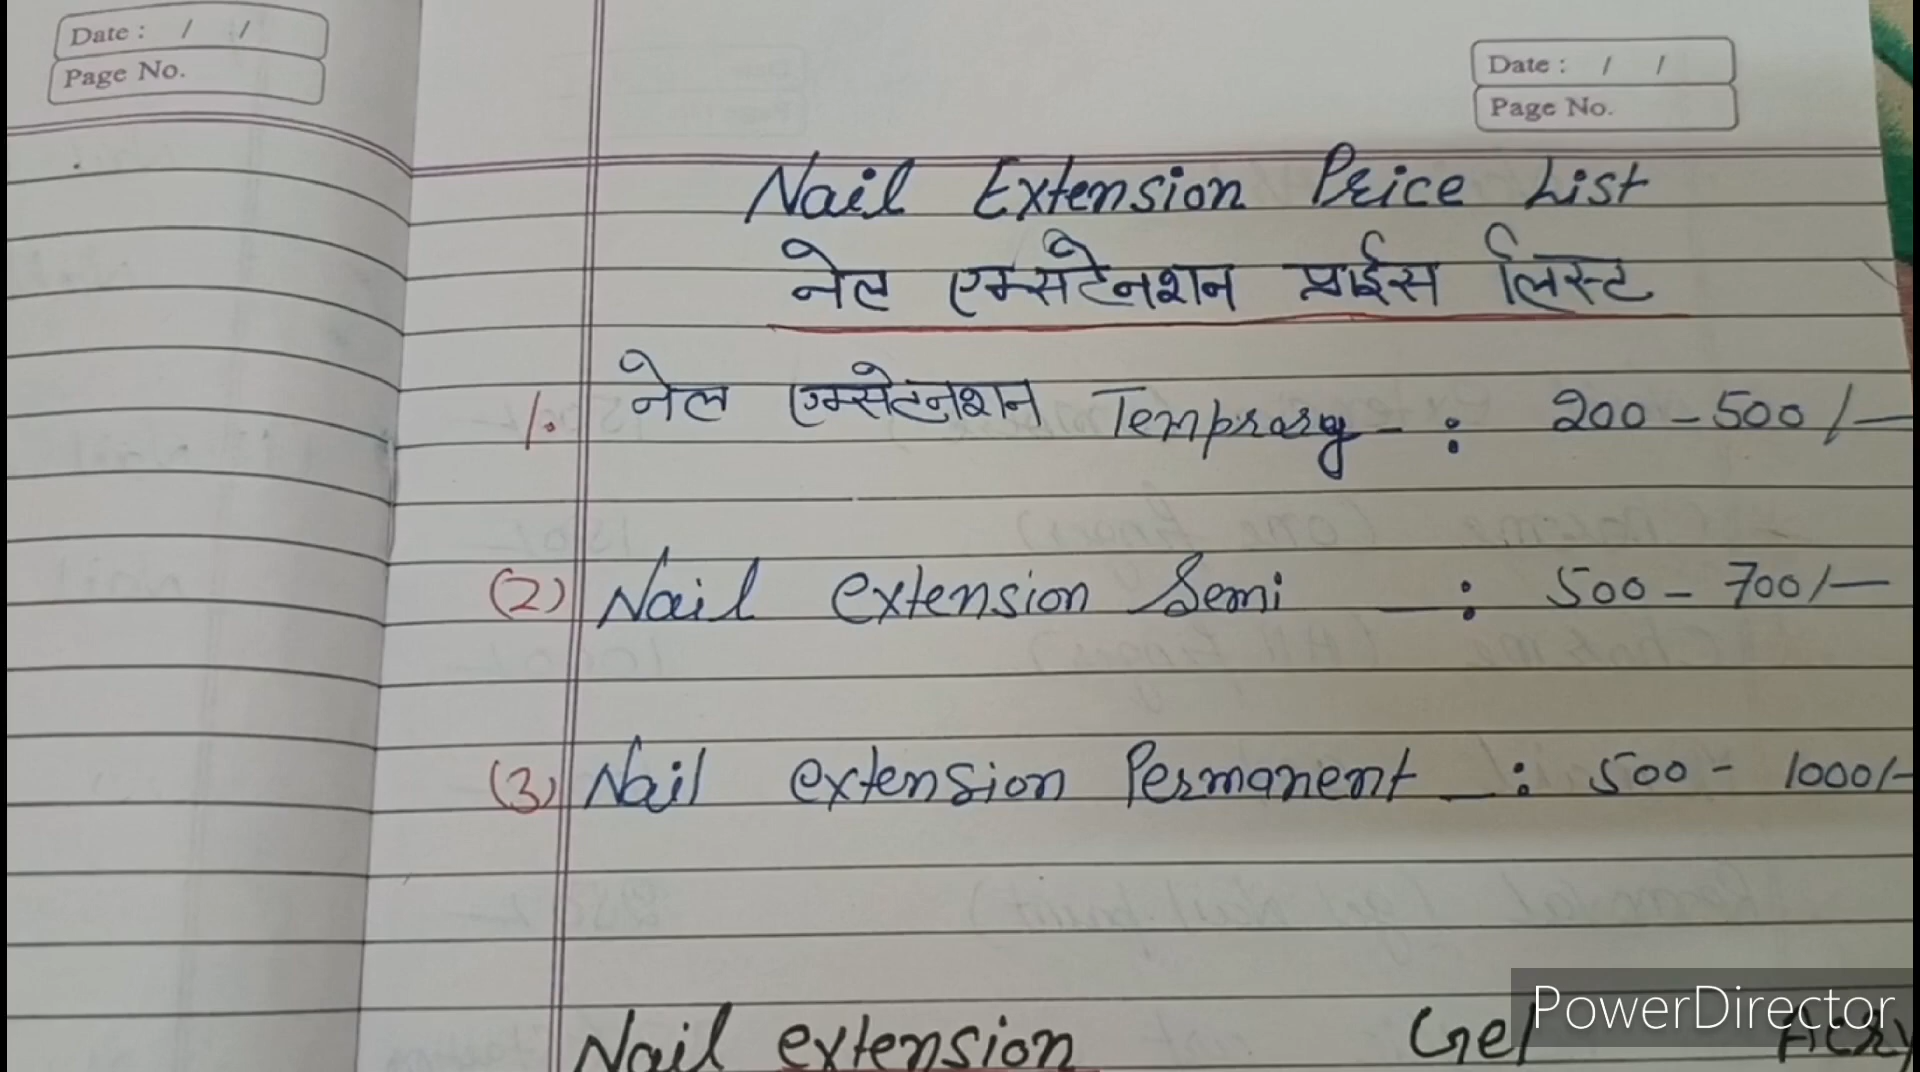 Date : / /
Page No.
Date : / /
Page No.
Nail Extension Price List
नेल एक्सटेनशन प्राईस लिस्ट
1. नेल एक्सटेनशन Temprary - : 200 - 500/-
(2) Nail extension Semi - : 500 - 700/-
(3) Nail extension Permanent - : 500 - 1000/-
Nail extension Gel
PowerDirector